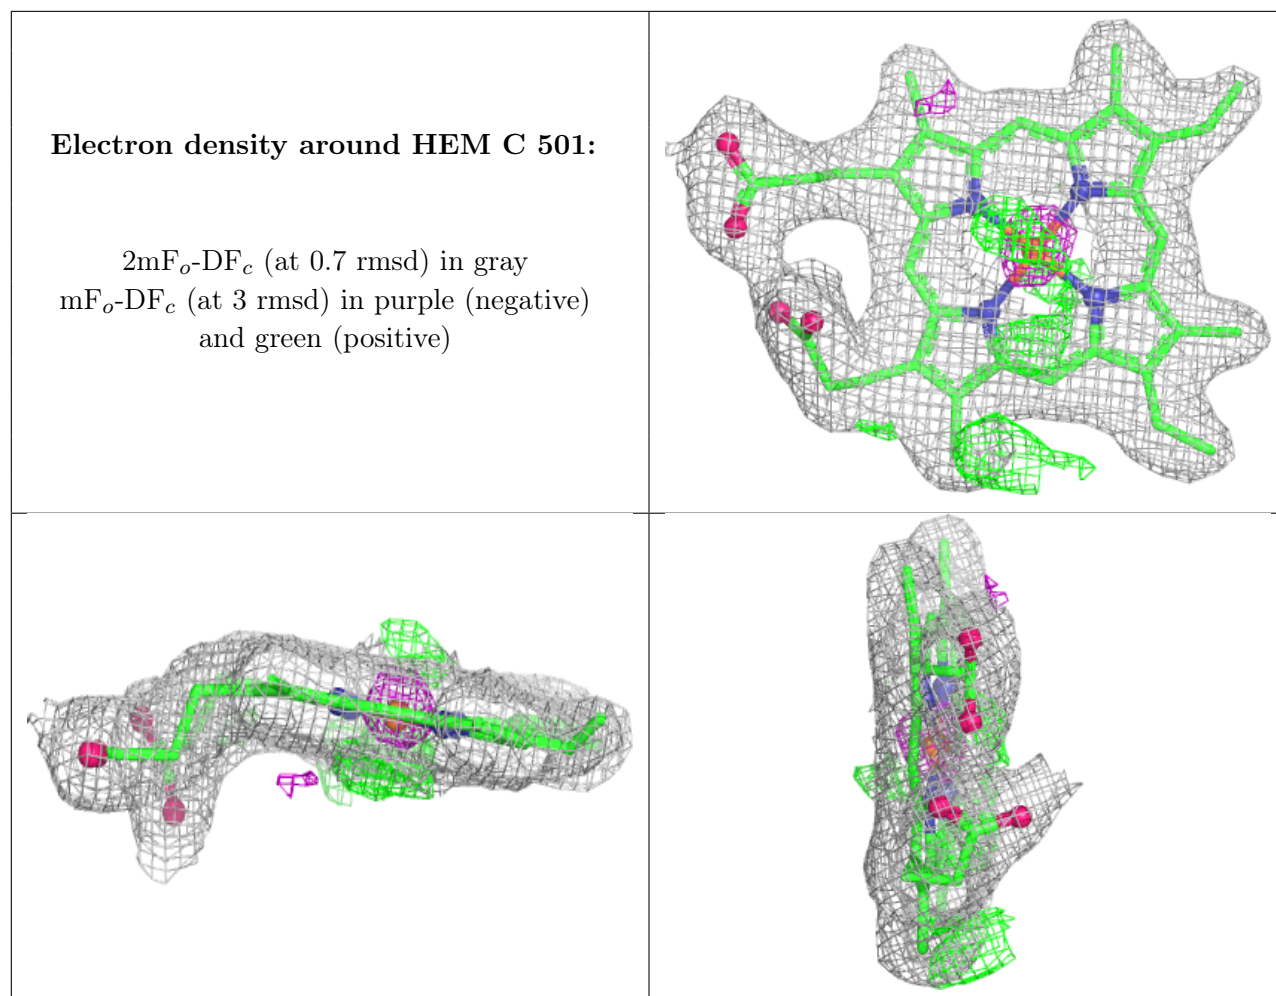 Electron density around HEM C 501:
2mFo-DFc (at 0.7 rmsd) in gray
mFo-DFc (at 3 rmsd) in purple (negative)
and green (positive)